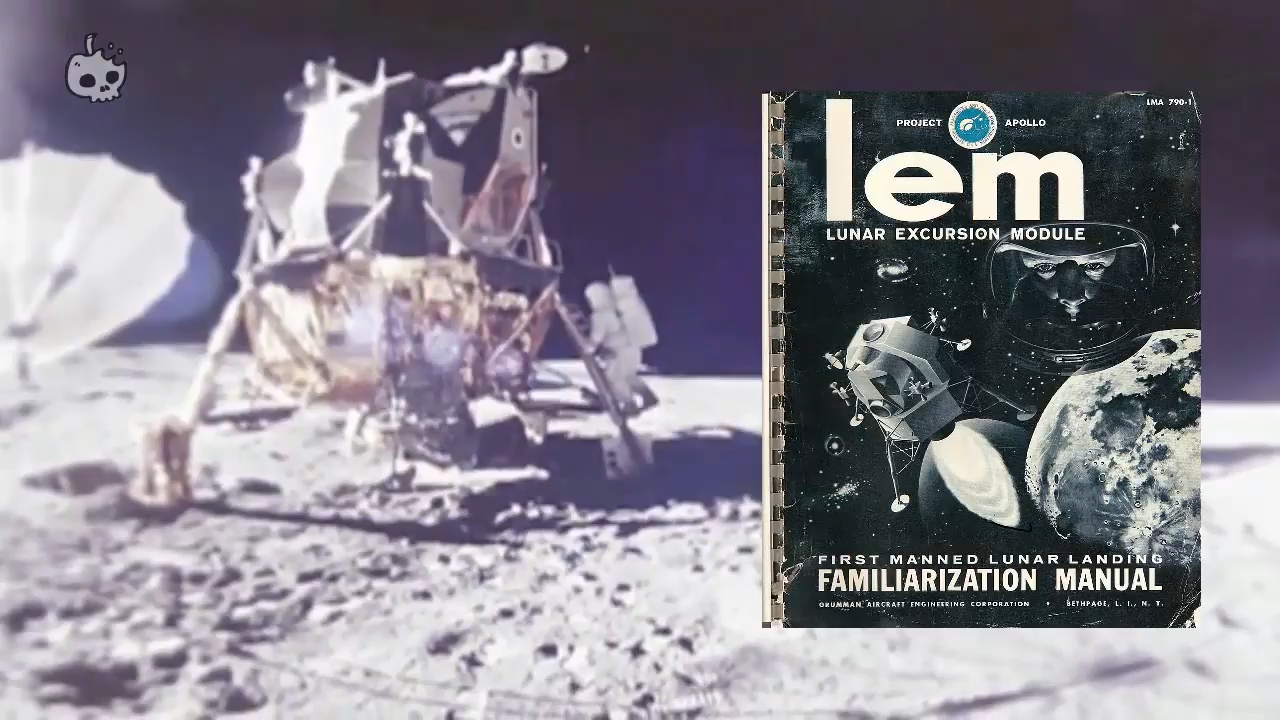 LMA 790-1
PROJECT APOLLO
lem
LUNAR EXCURSION MODULE
FIRST MANNED LUNAR LANDING
FAMILIARIZATION MANUAL
GRUMMAN AIRCRAFT ENGINEERING CORPORATION • BETHPAGE, L. I., N. Y.